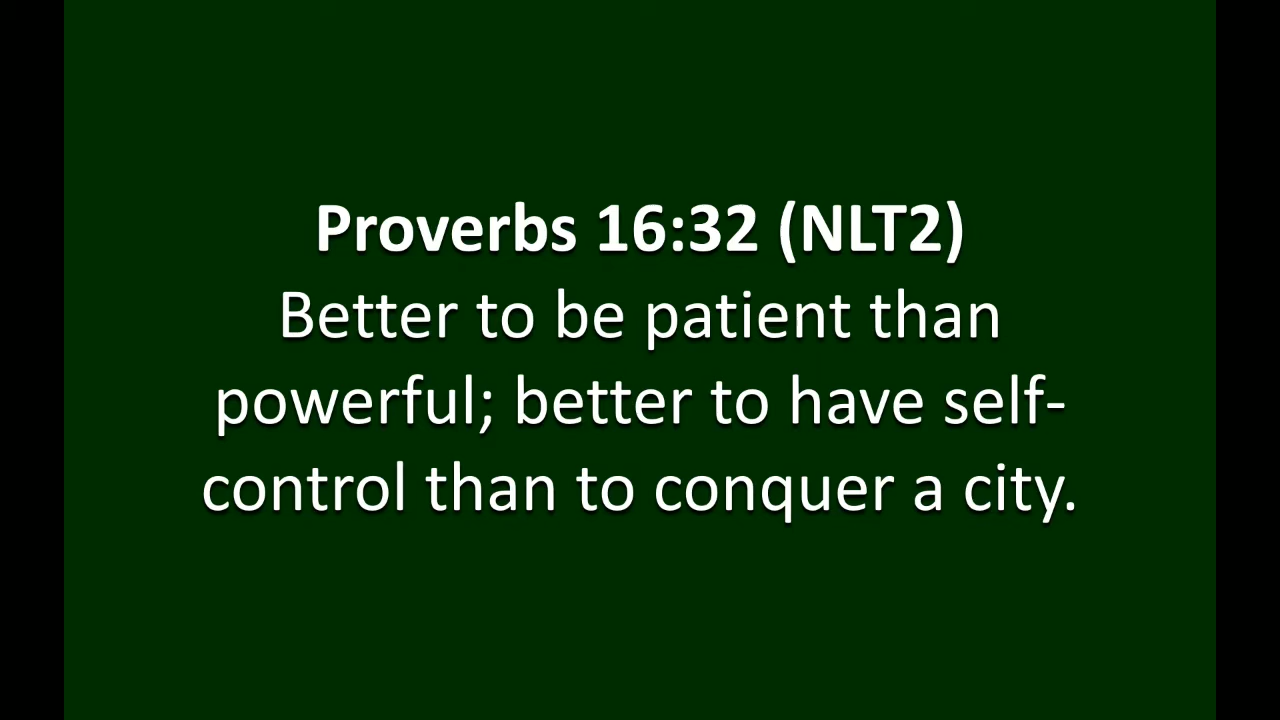 Proverbs 16:32 (NLT2)
Better to be patient than
powerful; better to have self-
control than to conquer a city.